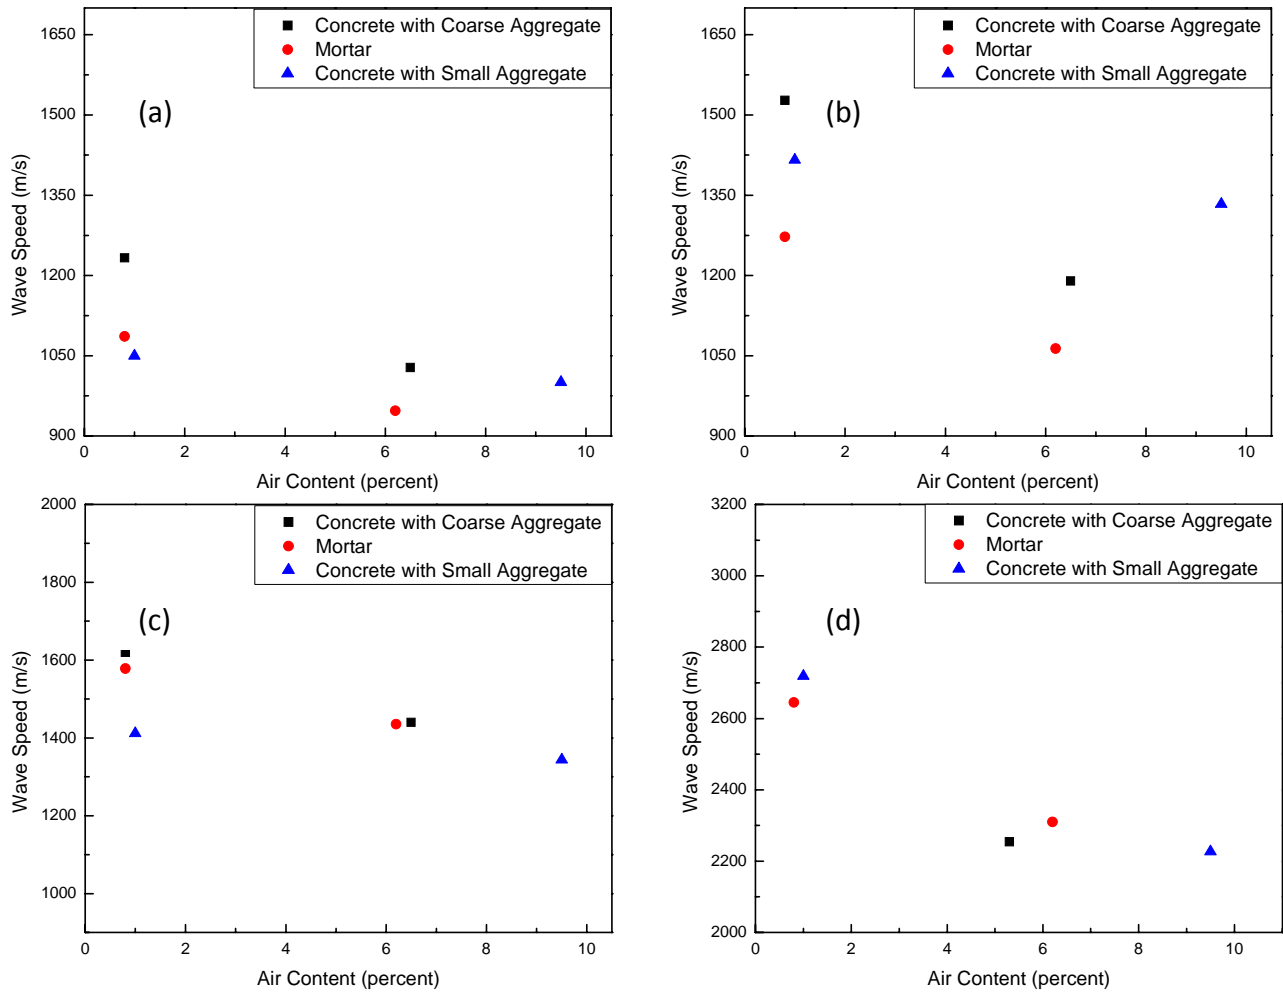 Concrete with Coarse Aggregate
Mortar
Concrete with Small Aggregate
(a)
1650
1500
1350
1200
1050
900
Wave Speed (m/s)
0 2 4 6 8 10
Air Content (percent)
Concrete with Coarse Aggregate
Mortar
Concrete with Small Aggregate
(b)
1650
1500
1350
1200
1050
900
Wave Speed (m/s)
0 2 4 6 8 10
Air Content (percent)
Concrete with Coarse Aggregate
Mortar
Concrete with Small Aggregate
(c)
2000
1800
1600
1400
1200
1000
Wave Speed (m/s)
0 2 4 6 8 10
Air Content (percent)
Concrete with Coarse Aggregate
Mortar
Concrete with Small Aggregate
(d)
3200
3000
2800
2600
2400
2200
2000
Wave Speed (m/s)
0 2 4 6 8 10
Air Content (percent)